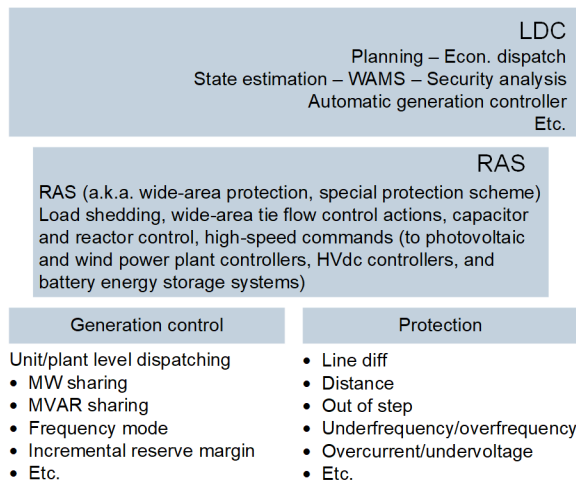 LDC
Planning – Econ. dispatch
State estimation – WAMS – Security analysis
Automatic generation controller
Etc.
RAS
RAS (a.k.a. wide-area protection, special protection scheme)
Load shedding, wide-area tie flow control actions, capacitor
and reactor control, high-speed commands (to photovoltaic
and wind power plant controllers, HVdc controllers, and
battery energy storage systems)
Generation control
Unit/plant level dispatching
• MW sharing
• MVAR sharing
• Frequency mode
• Incremental reserve margin
• Etc.
Protection
• Line diff
• Distance
• Out of step
• Underfrequency/overfrequency
• Overcurrent/undervoltage
• Etc.